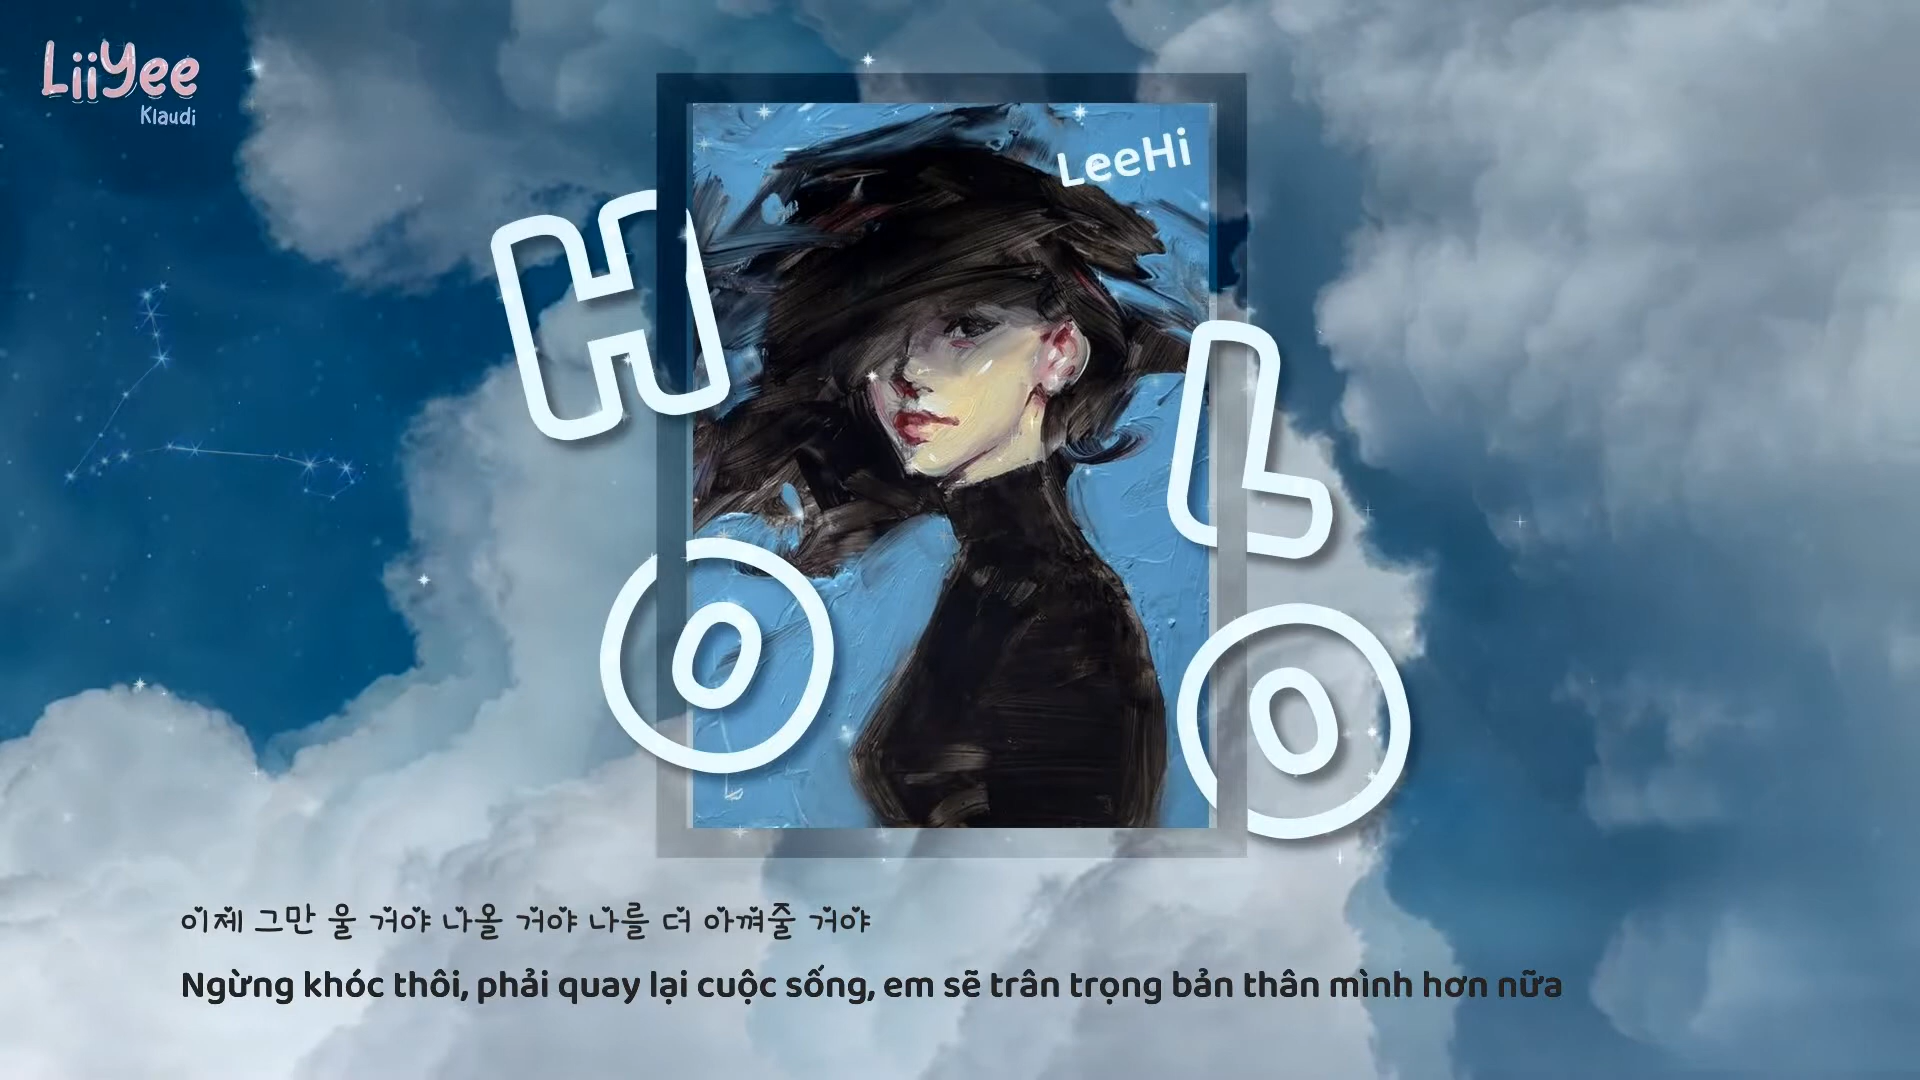 LiiYee
Klaudi
LeeHi
H
O
L
O
이제 그만 울 거야 나올 거야 나를 더 아껴줄 거야
Ngừng khóc thôi, phải quay lại cuộc sống, em sẽ trân trọng bản thân mình hơn nữa